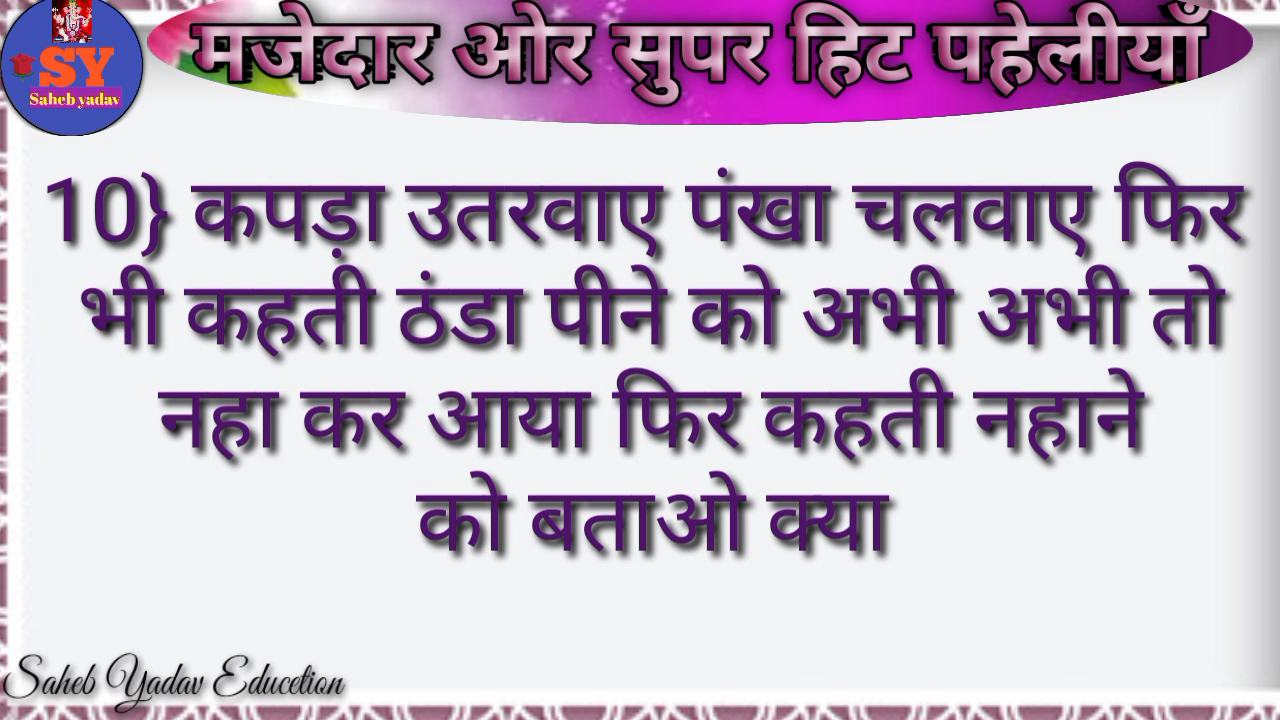 मजेदार ओर सुपर हिट पहेलीयाँ
SY
Saheb yadav
10} कपड़ा उतरवाए पंखा चलवाए फिर
भी कहती ठंडा पीने को अभी अभी तो
नहा कर आया फिर कहती नहाने
को बताओ क्या
Saheb Yadav Educetion